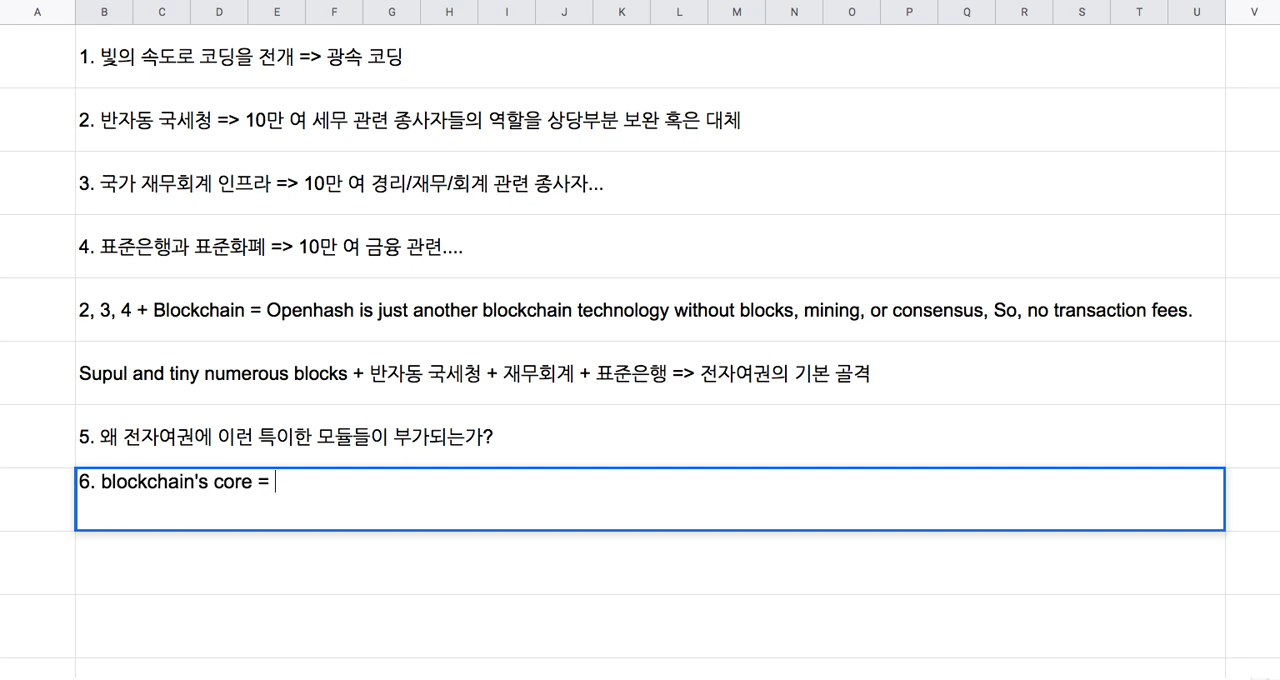 A B C D E F G H I J K L M N O P Q R S T U V
1. 빛의 속도로 코딩을 전개 => 광속 코딩
2. 반자동 국세청 => 10만 여 세무 관련 종사자들의 역할을 상당부분 보완 혹은 대체
3. 국가 재무회계 인프라 => 10만 여 경리/재무/회계 관련 종사자...
4. 표준은행과 표준화폐 => 10만 여 금융 관련....
2, 3, 4 + Blockchain = Openhash is just another blockchain technology without blocks, mining, or consensus, So, no transaction fees.
Supul and tiny numerous blocks + 반자동 국세청 + 재무회계 + 표준은행 => 전자여권의 기본 골격
5. 왜 전자여권에 이런 특이한 모듈들이 부가되는가?
6. blockchain's core =